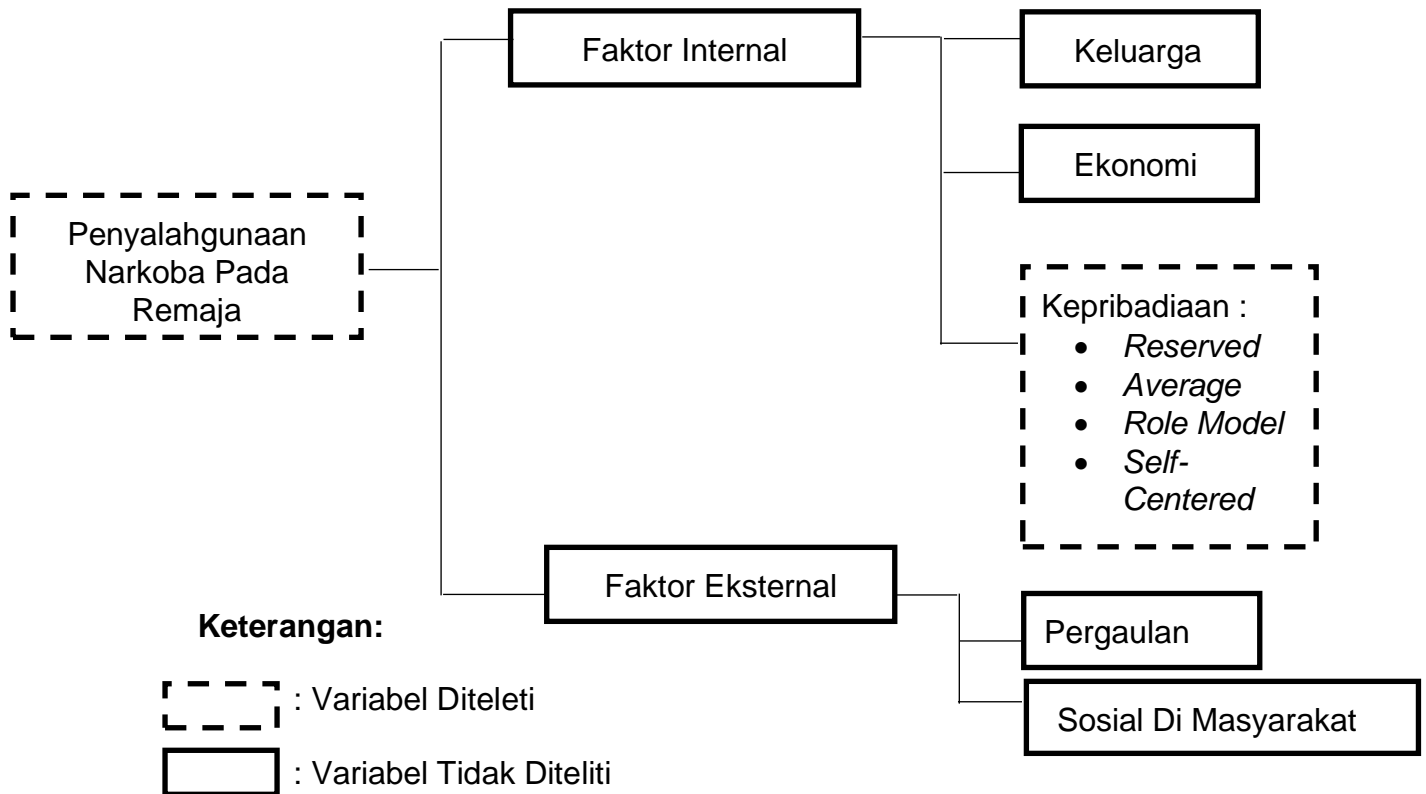 Faktor Internal
Keluarga
Ekonomi
Penyalahgunaan
Narkoba Pada
Remaja
Kepribadiaan :
• Reserved
• Average
• Role Model
• Self-
Centered
Faktor Eksternal
Pergaulan
Sosial Di Masyarakat
Keterangan:
: Variabel Diteleti
: Variabel Tidak Diteliti